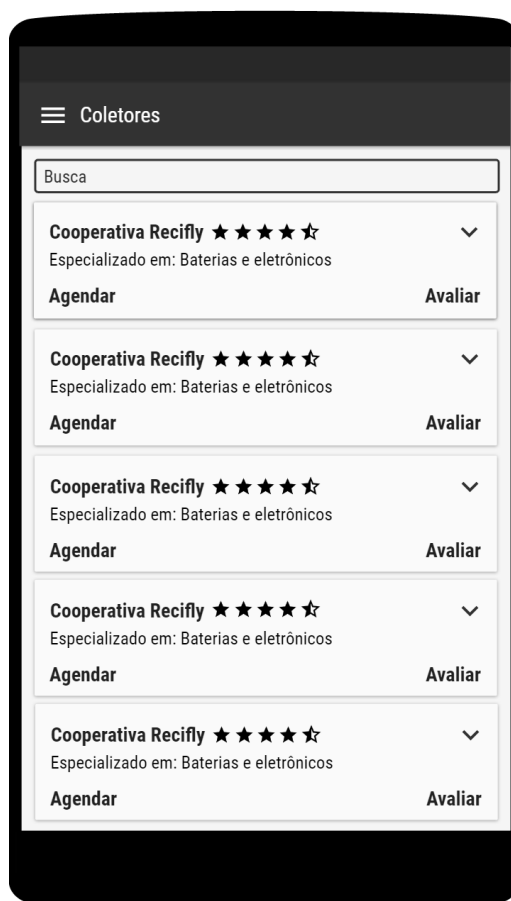 Coletores
Busca
Cooperativa Recifly
Especializado em: Baterias e eletrônicos
Agendar Avaliar
Cooperativa Recifly
Especializado em: Baterias e eletrônicos
Agendar Avaliar
Cooperativa Recifly
Especializado em: Baterias e eletrônicos
Agendar Avaliar
Cooperativa Recifly
Especializado em: Baterias e eletrônicos
Agendar Avaliar
Cooperativa Recifly
Especializado em: Baterias e eletrônicos
Agendar Avaliar